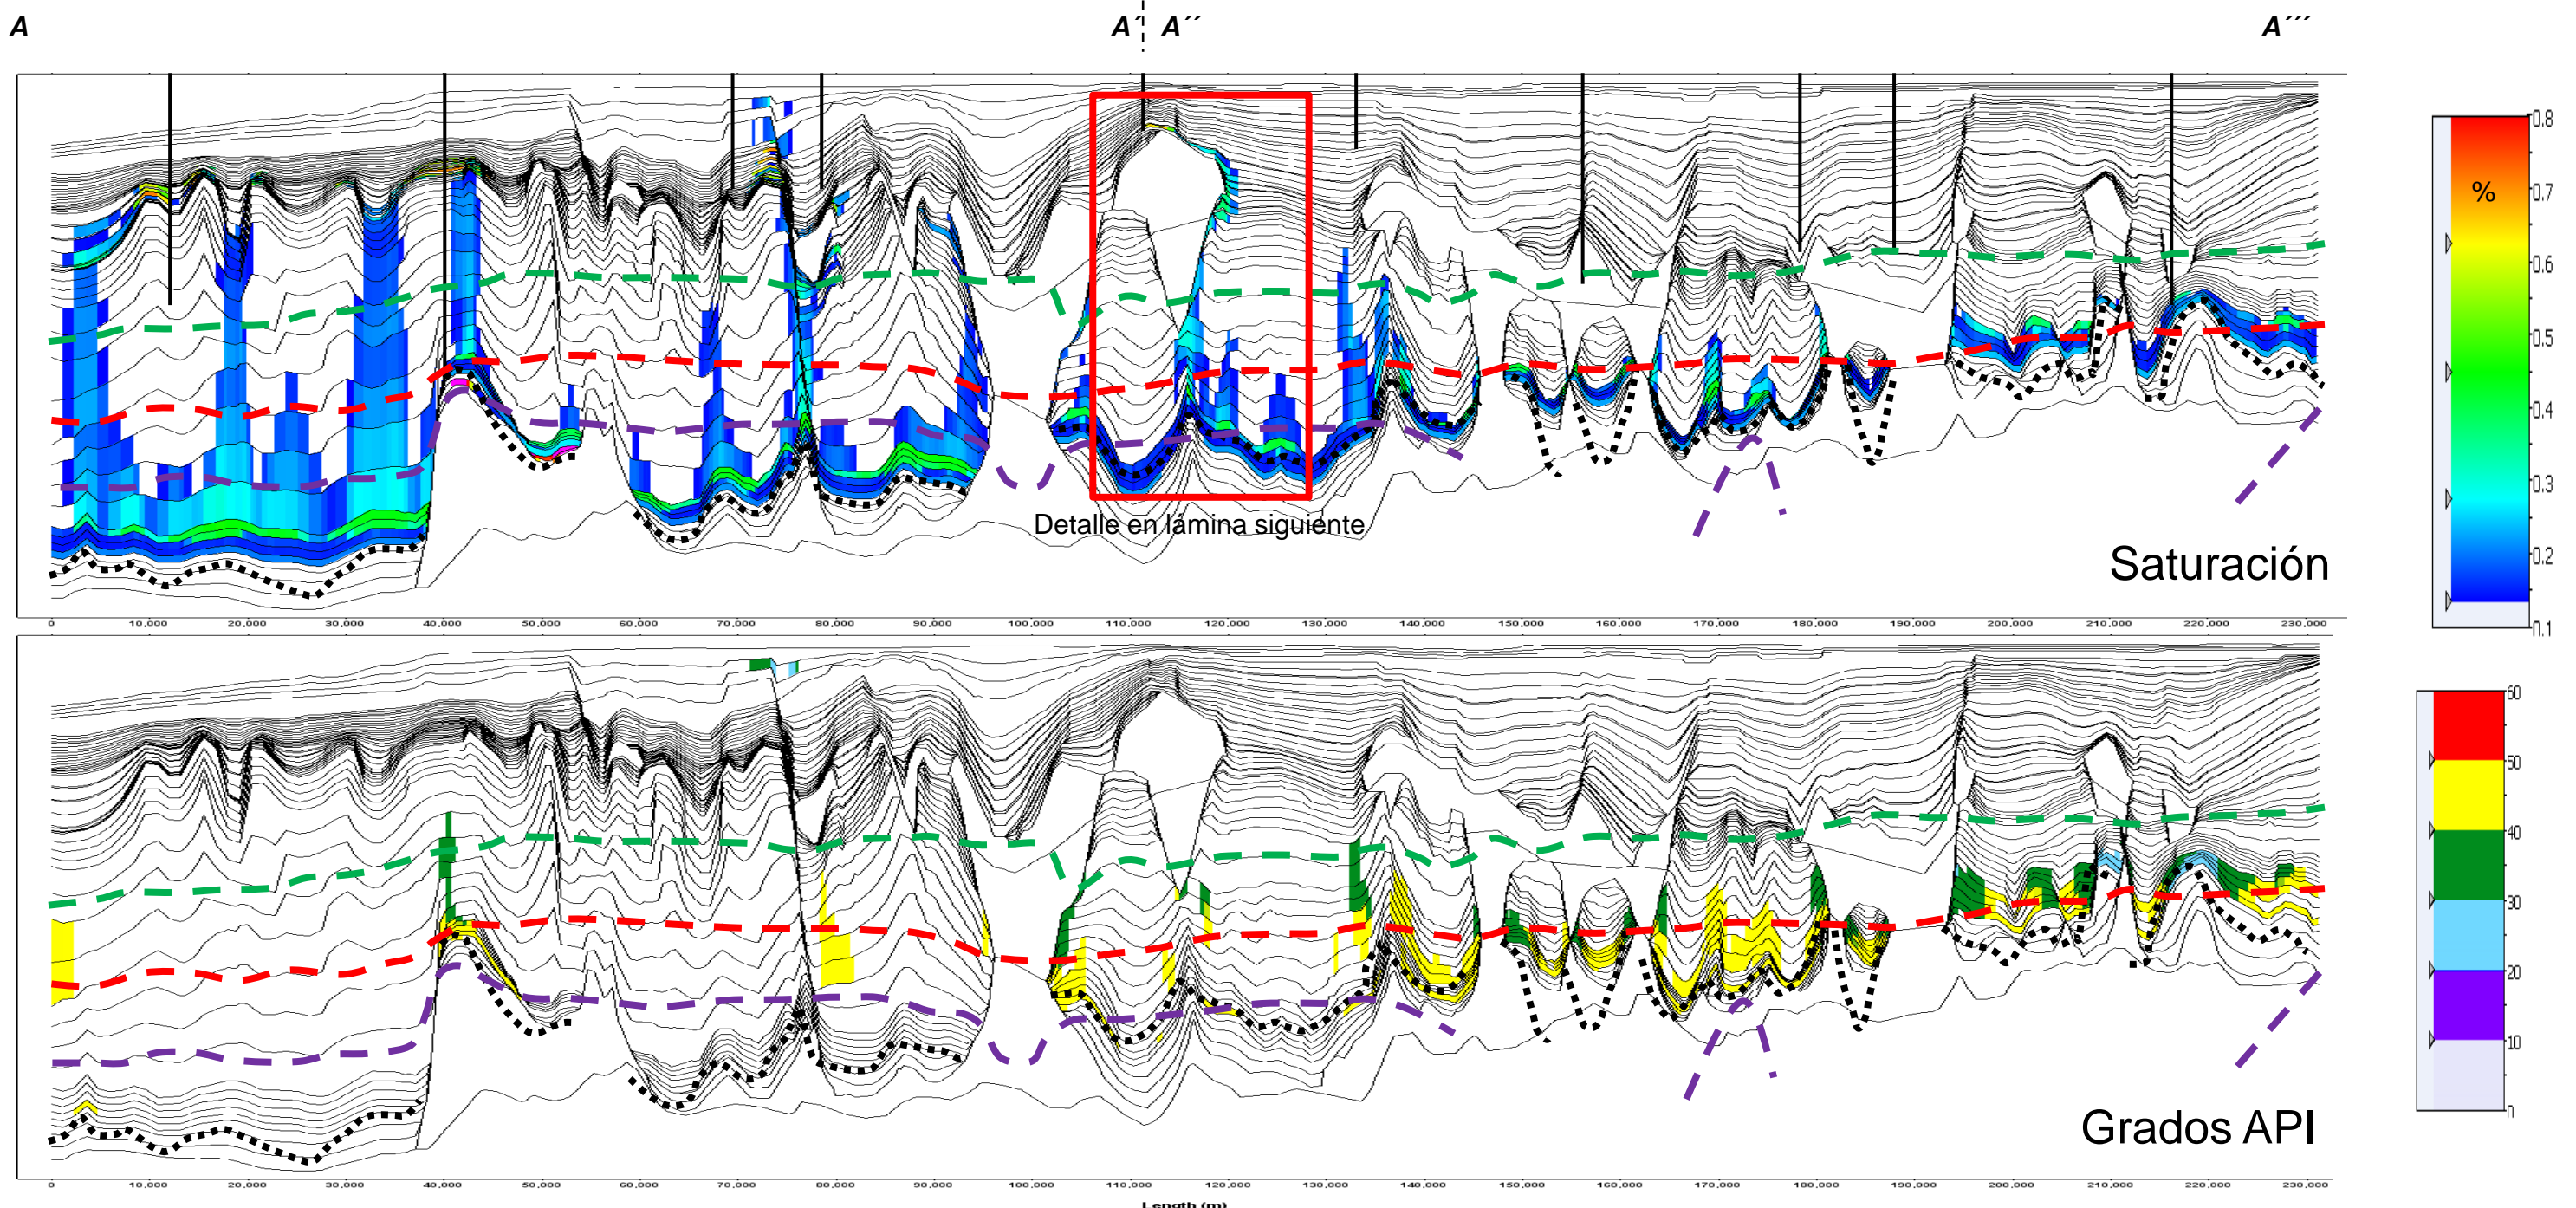 A A´ A´´ A´´´
0.8
%
0.7
0.6
0.5
0.4
0.3
0.2
0.1
Detalle en lámina siguiente
Saturación
0 10,000 20,000 30,000 40,000 50,000 60,000 70,000 80,000 90,000 100,000 110,000 120,000 130,000 140,000 150,000 160,000 170,000 180,000 190,000 200,000 210,000 220,000 230,000
60
50
40
30
20
10
0
Grados API
0 10,000 20,000 30,000 40,000 50,000 60,000 70,000 80,000 90,000 100,000 110,000 120,000 130,000 140,000 150,000 160,000 170,000 180,000 190,000 200,000 210,000 220,000 230,000
Length (m)